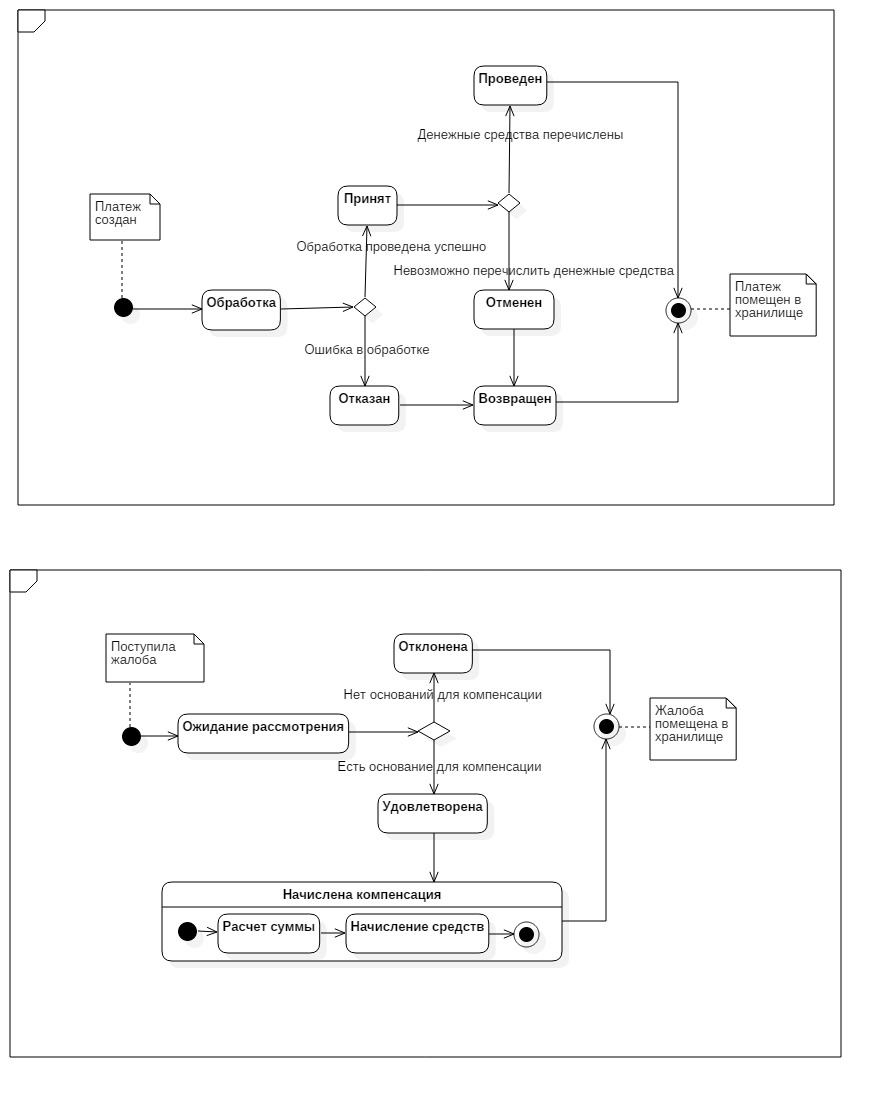 Проведен
Денежные средства перечислены
Платеж
создан
Принят
Обработка проведена успешно
Невозможно перечислить денежные средства
Обработка
Отменен
Платеж
помещен в
хранилище
Ошибка в обработке
Отказан
Возвращен
Поступила
жалоба
Отклонена
Нет оснований для компенсации
Ожидание рассмотрения
Жалоба
помещена в
хранилище
Есть основание для компенсации
Удовлетворена
Начислена компенсация
Расчет суммы
Начисление средств